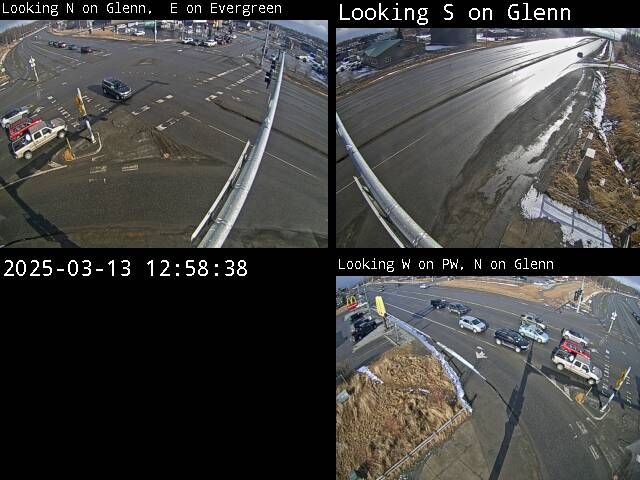 Looking N on Glenn,  E on Evergreen
Looking S on Glenn
2025-03-13 12:58:38
Looking W on PW, N on Glenn